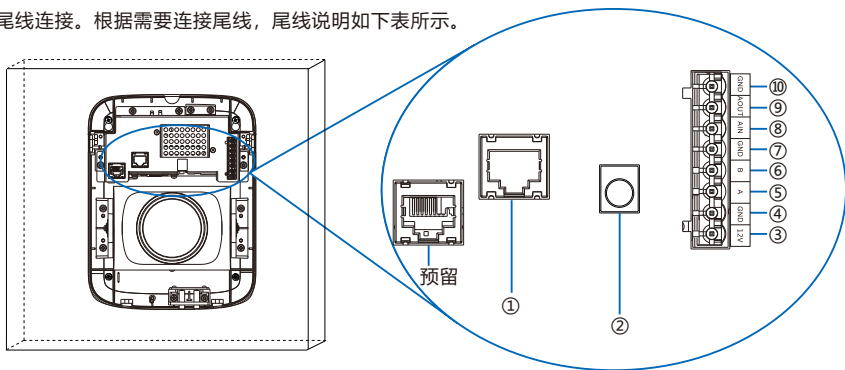 尾线连接。根据需要连接尾线，尾线说明如下表所示。
GND ⑩
AOUT ⑨
AIN ⑧
GND ⑦
B ⑥
A ⑤
GND ④
12V ③
预留
①
②